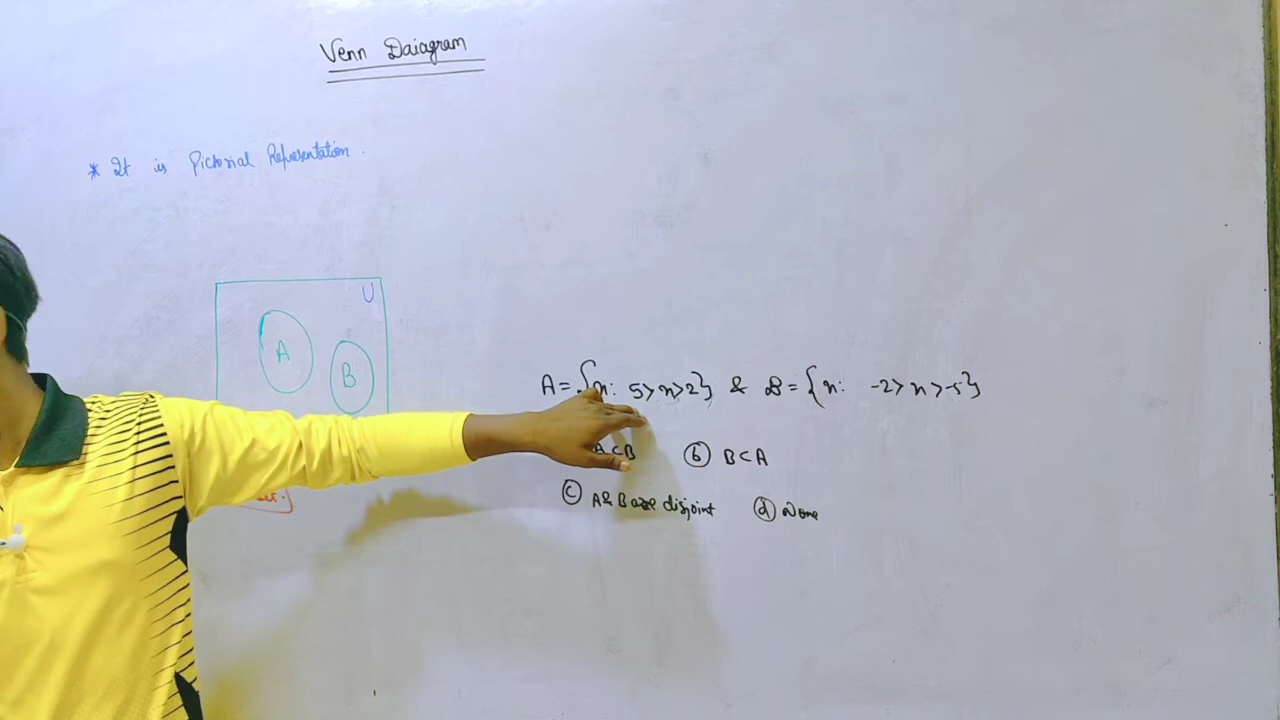 Venn Daiagram
* It is Pictorial Representation.
U
A
B
A = { x: 5 > x > 2 } & B = { x: -2 > x > -5 }
A ⊂ B (b) B ⊂ A
(c) A & B are disjoint (d) None